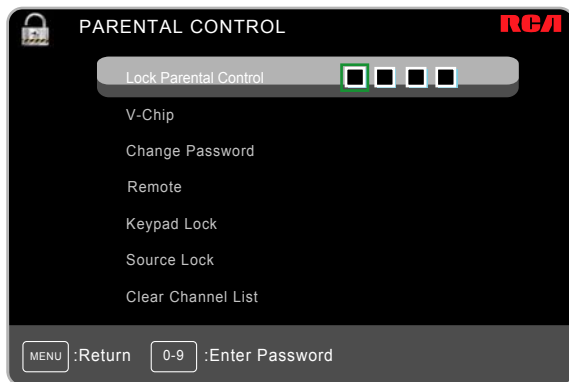 PARENTAL CONTROL
RCA
Lock Parental Control
V-Chip
Change Password
Remote
Keypad Lock
Source Lock
Clear Channel List
MENU :Return 0-9 :Enter Password